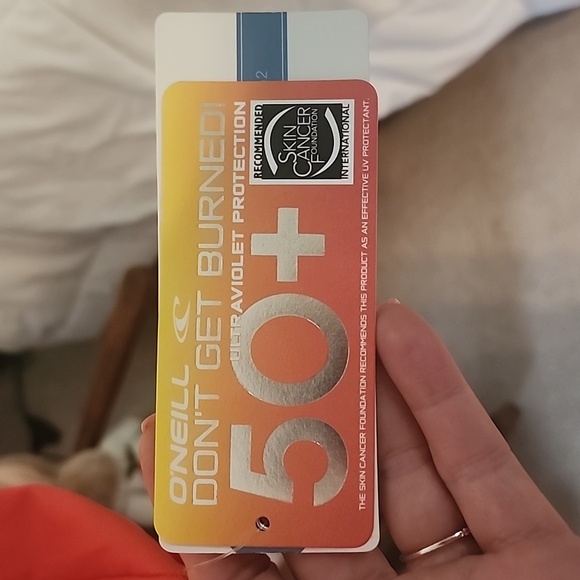 O'NEILL
DON'T GET BURNED!
ULTRAVIOLET PROTECTION
50+
RECOMMENDED
SKIN
CANCER
FOUNDATION
INTERNATIONAL
THE SKIN CANCER FOUNDATION RECOMMENDS THIS PRODUCT AS AN EFFECTIVE UV PROTECTANT.
2